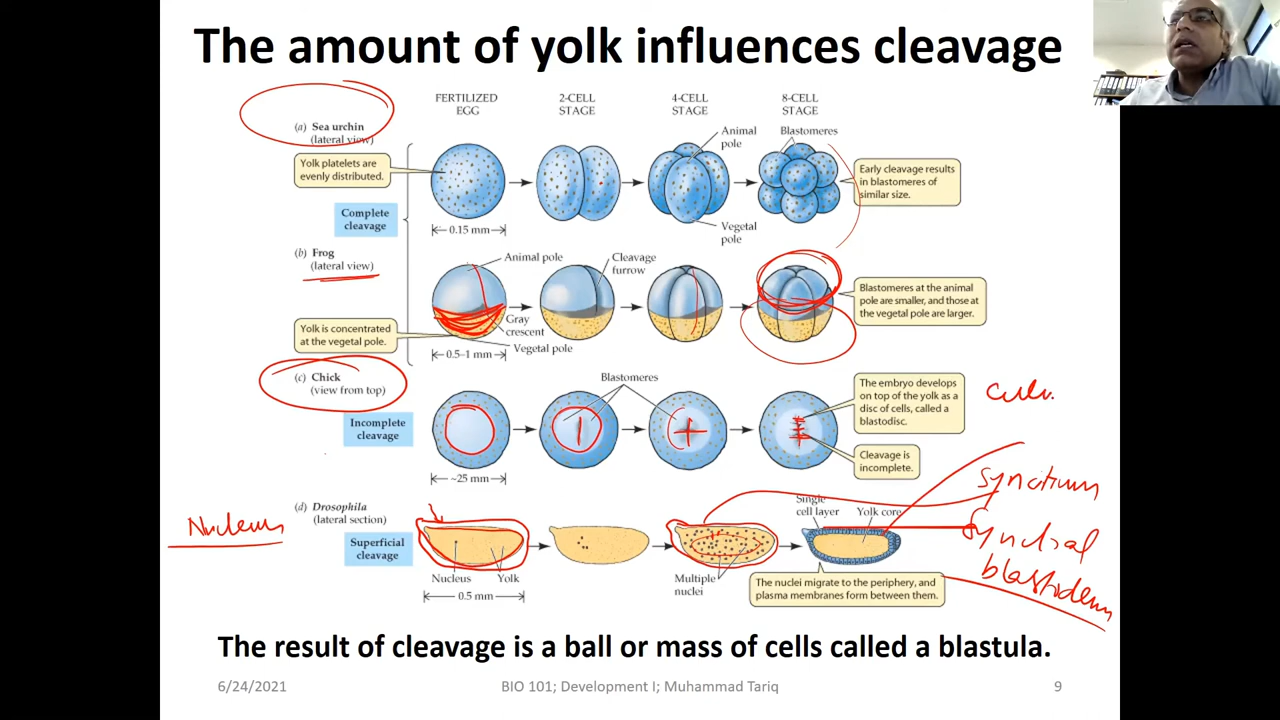 The amount of yolk influences cleavage
FERTILIZED
EGG
2-CELL
STAGE
4-CELL
STAGE
8-CELL
STAGE
(a) Sea urchin
(lateral view)
Animal
pole
Blastomeres
Yolk platelets are
evenly distributed.
Early cleavage results
in blastomeres of
similar size.
Complete
cleavage
0.15 mm
Vegetal
pole
(b) Frog
(lateral view)
Animal pole
Cleavage
furrow
Blastomeres at the animal
pole are smaller, and those at
the vegetal pole are larger.
Yolk is concentrated
at the vegetal pole.
Gray
crescent
Vegetal pole
0.5–1 mm
(c) Chick
(view from top)
Blastomeres
The embryo develops
on top of the yolk as a
disc of cells, called a
blastodisc.
Incomplete
cleavage
Cleavage is
incomplete.
~25 mm
(d) Drosophila
(lateral section)
Single
cell layer
Yolk core
Nucleus
Superficial
cleavage
syncitium
Syncitial
blastoderm
Nucleus
Yolk
Multiple
nuclei
The nuclei migrate to the periphery, and
plasma membranes form between them.
0.5 mm
The result of cleavage is a ball or mass of cells called a blastula.
6/24/2021
BIO 101; Development I; Muhammad Tariq
9